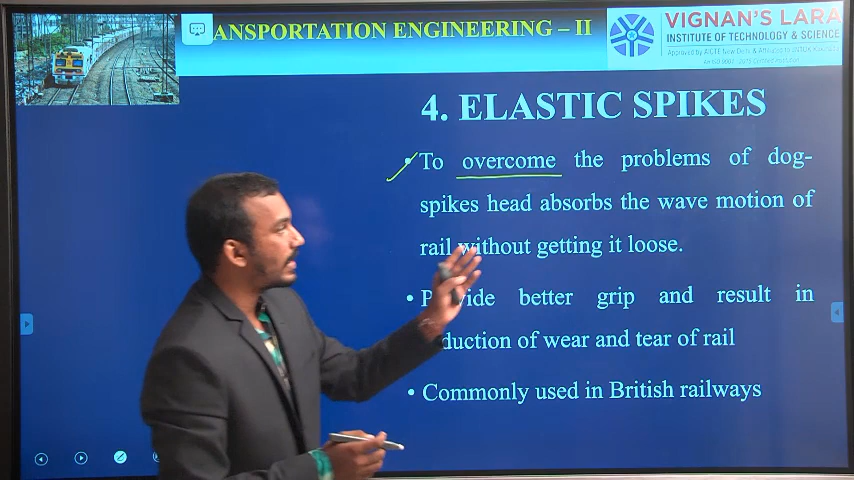 ANSPORTATION ENGINEERING – II
VIGNAN'S LARA
INSTITUTE OF TECHNOLOGY & SCIENCE
4. ELASTIC SPIKES
• To overcome the problems of dog-
spikes head absorbs the wave motion of
rail without getting it loose.
• Provide better grip and result in
duction of wear and tear of rail
• Commonly used in British railways